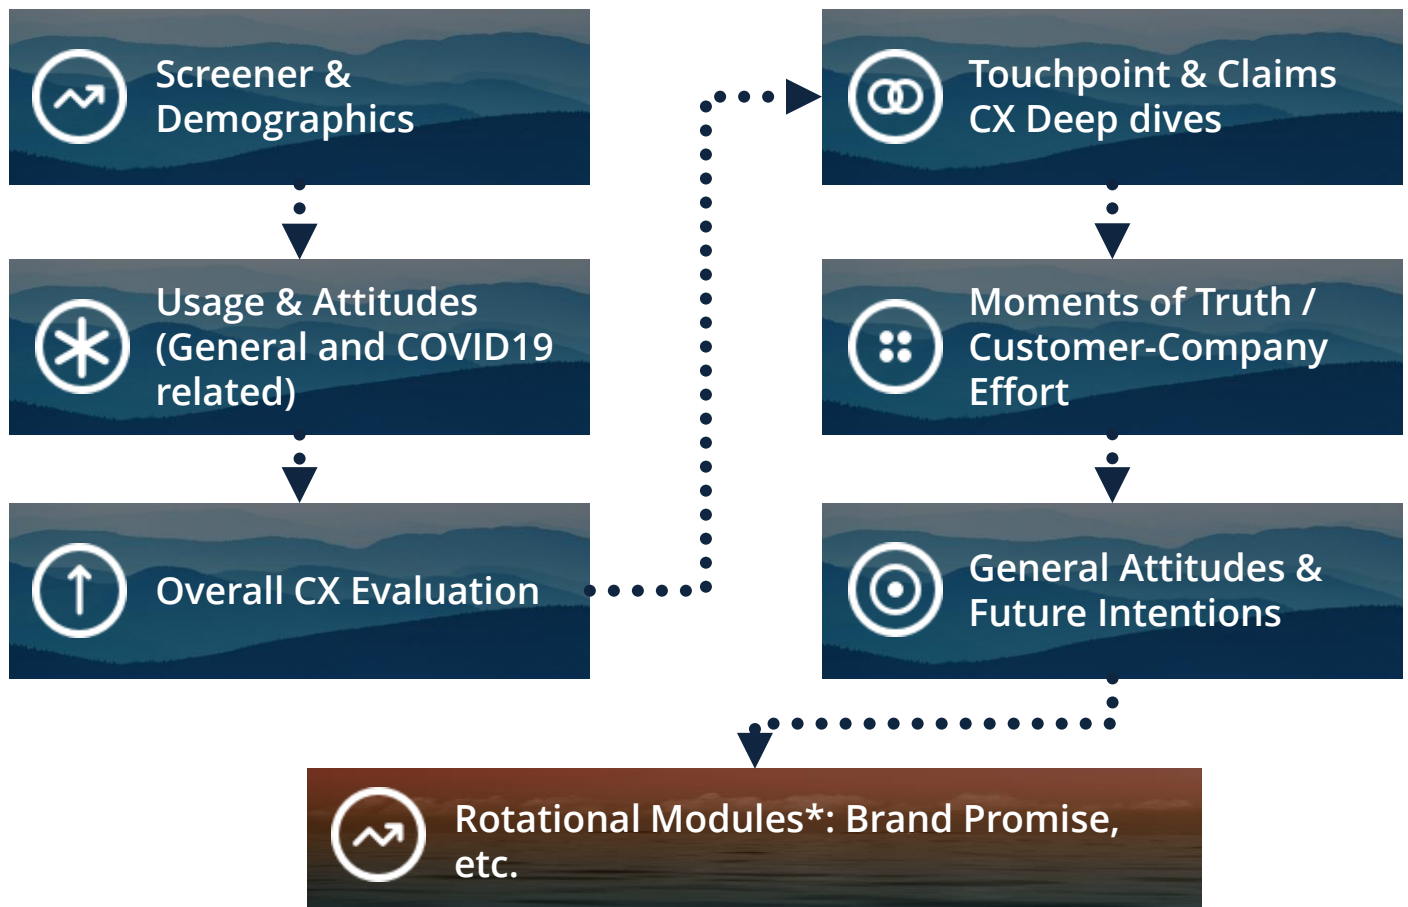 Screener &
Demographics
Usage & Attitudes
(General and COVID19
related)
Overall CX Evaluation
Touchpoint & Claims
CX Deep dives
Moments of Truth /
Customer-Company
Effort
General Attitudes &
Future Intentions
Rotational Modules*: Brand Promise,
etc.